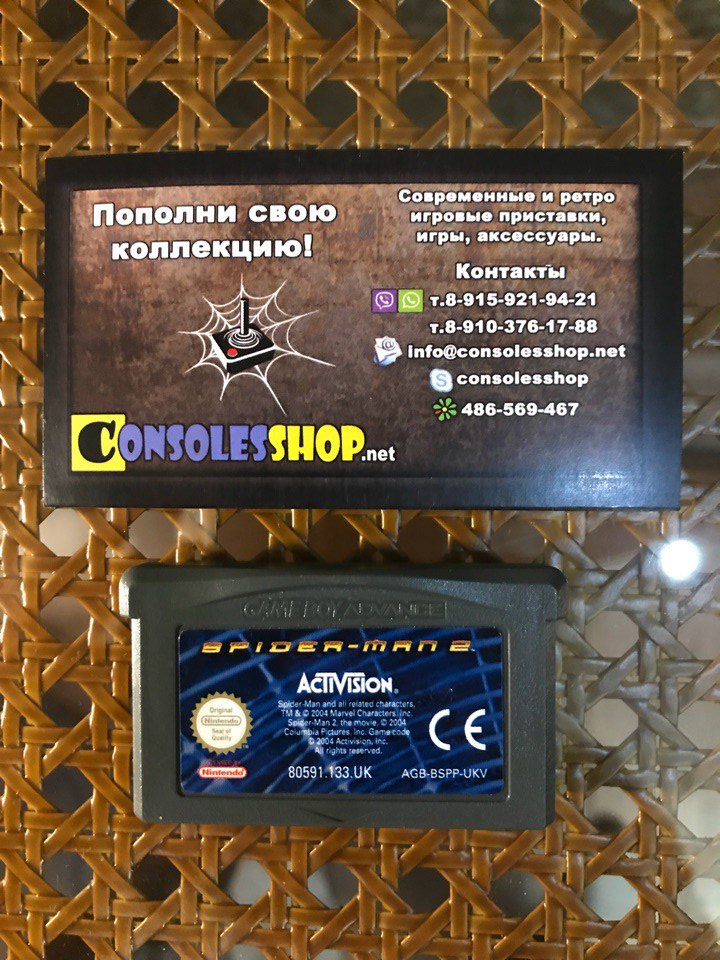 Пополни свою
коллекцию!
Современные и ретро
игровые приставки,
игры, аксессуары.
Контакты
т.8-915-921-94-21
т.8-910-376-17-88
info@consolesshop.net
consolesshop
486-569-467
CONSOLESSHOP.net
GAME BOY ADVANCE
SPIDER-MAN 2
ACTIVISION®
Spider-Man and all related characters,
TM & © 2004 Marvel Characters, Inc.
Spider-Man 2, the movie, © 2004
Columbia Pictures, Inc. Game code
© 2004 Activision, Inc.
All rights reserved.
Original
Nintendo
Seal of
Quality
CE
Nintendo
80591.133.UK
AGB-BSPP-UKV